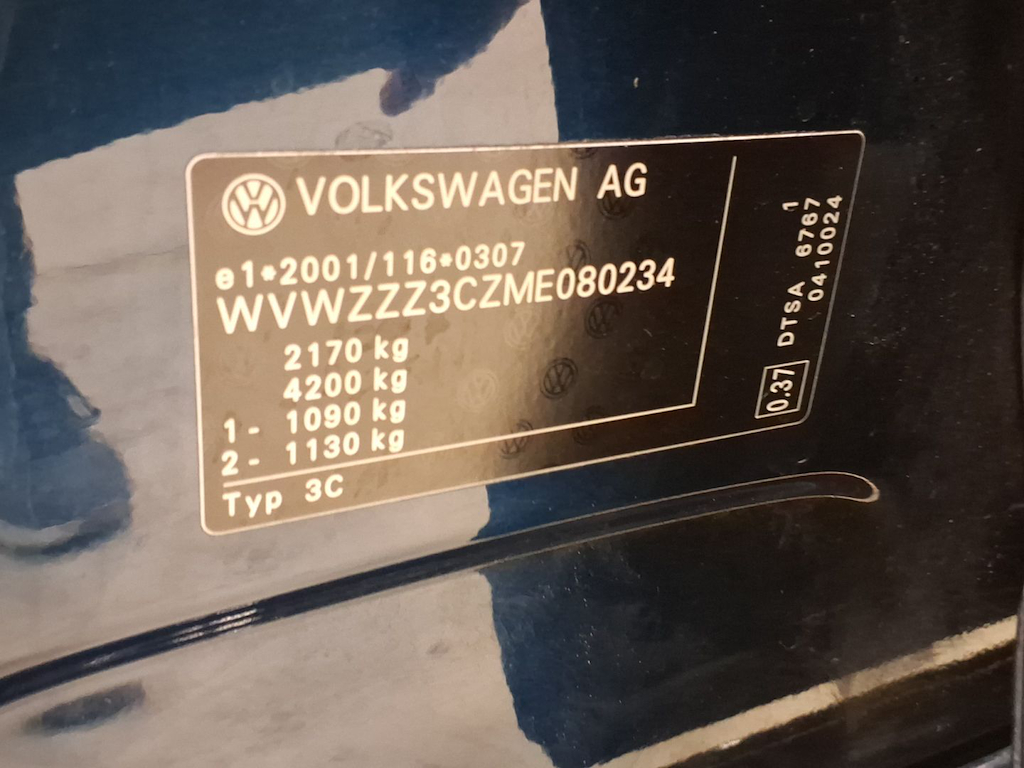 VOLKSWAGEN AG
e1*2001/116*0307
WVWZZZ3CZME080234
2170 kg
4200 kg
1- 1090 kg
2- 1130 kg
Typ 3C
0.37 DTSA 6767 1
0410024